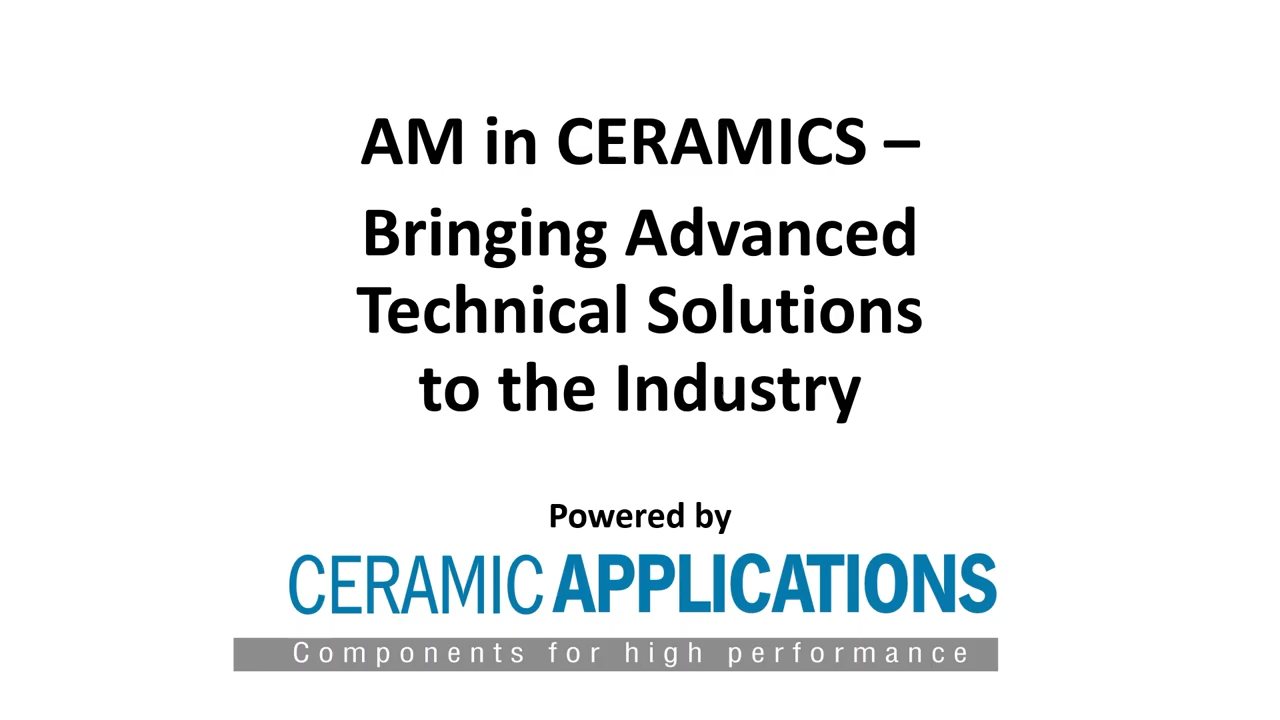 AM in CERAMICS –
Bringing Advanced
Technical Solutions
to the Industry
Powered by
CERAMIC APPLICATIONS
Components for high performance